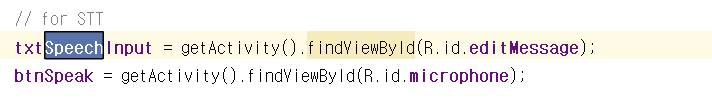 // for STT
txtSpeechInput = getActivity().findViewById(R.id.editMessage);
btnSpeak = getActivity().findViewById(R.id.microphone);